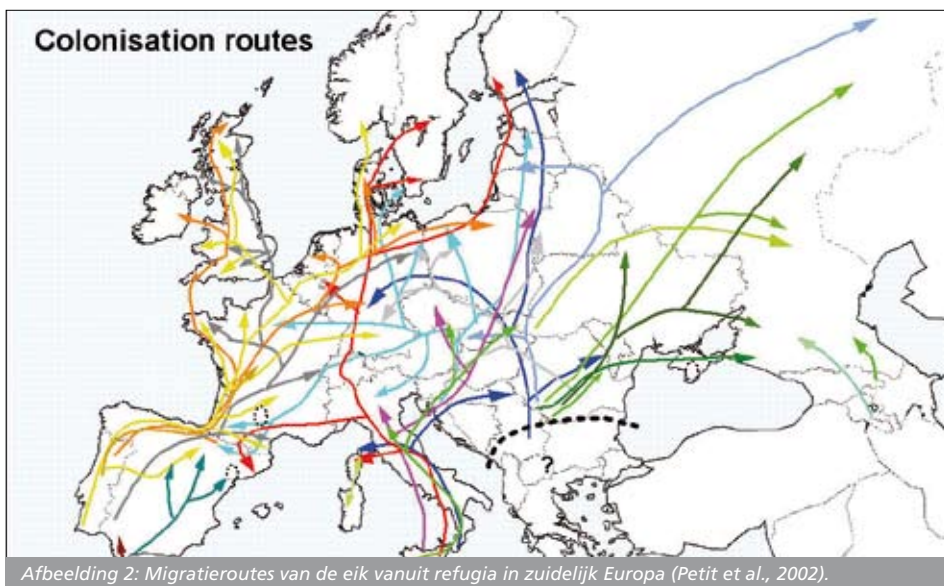 Colonisation routes
?
Afbeelding 2: Migratieroutes van de eik vanuit refugia in zuidelijk Europa (Petit et al., 2002).